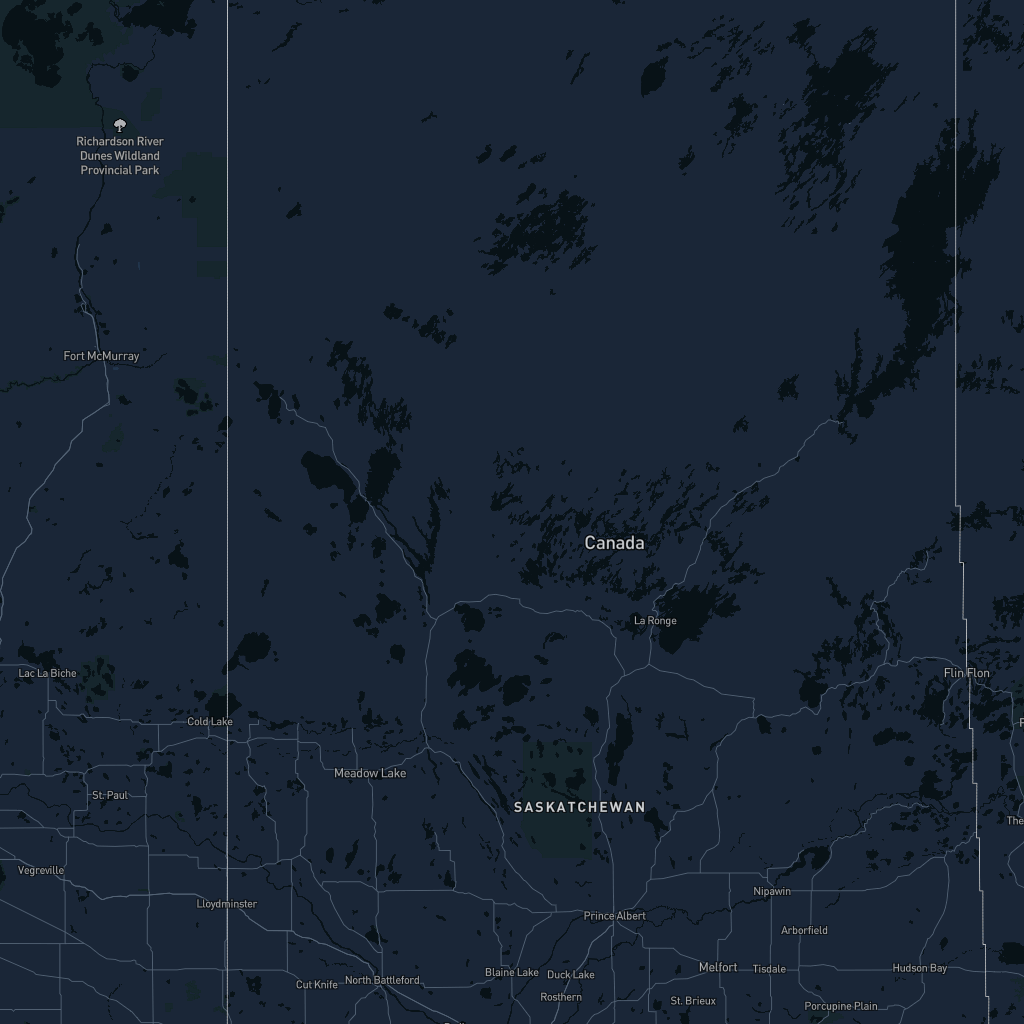 Richardson River
Dunes Wildland
Provincial Park
Fort McMurray
Canada
La Ronge
Lac La Biche
Flin Flon
Cold Lake
Meadow Lake
St. Paul
SASKATCHEWAN
The
Vegreville
Nipawin
Lloydminster
Prince Albert
Arborfield
Melfort
Tisdale
Hudson Bay
Blaine Lake
Duck Lake
Cut Knife
North Battleford
Rosthern
St. Brieux
Porcupine Plain